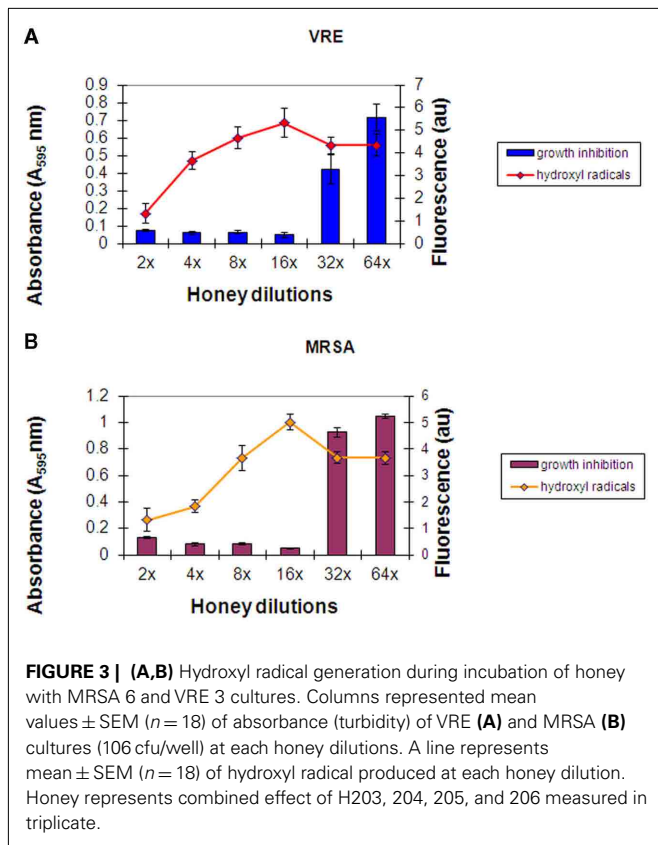 A
VRE
Absorbance (A595 nm)
0.9
0.8
0.7
0.6
0.5
0.4
0.3
0.2
0.1
0
7
6
5
4
3
2
1
0
Fluorescence (au)
2x 4x 8x 16x 32x 64x
Honey dilutions
growth inhibition
hydroxyl radicals
B
MRSA
Absorbance (A595nm)
1.2
1
0.8
0.6
0.4
0.2
0
6
5
4
3
2
1
0
Fluorescence (au)
2x 4x 8x 16x 32x 64x
Honey dilutions
growth inhibition
hydroxyl radicals
FIGURE 3 | (A,B) Hydroxyl radical generation during incubation of honey
with MRSA 6 and VRE 3 cultures. Columns represented mean
values ± SEM (n = 18) of absorbance (turbidity) of VRE (A) and MRSA (B)
cultures (106 cfu/well) at each honey dilutions. A line represents
mean ± SEM (n = 18) of hydroxyl radical produced at each honey dilution.
Honey represents combined effect of H203, 204, 205, and 206 measured in
triplicate.